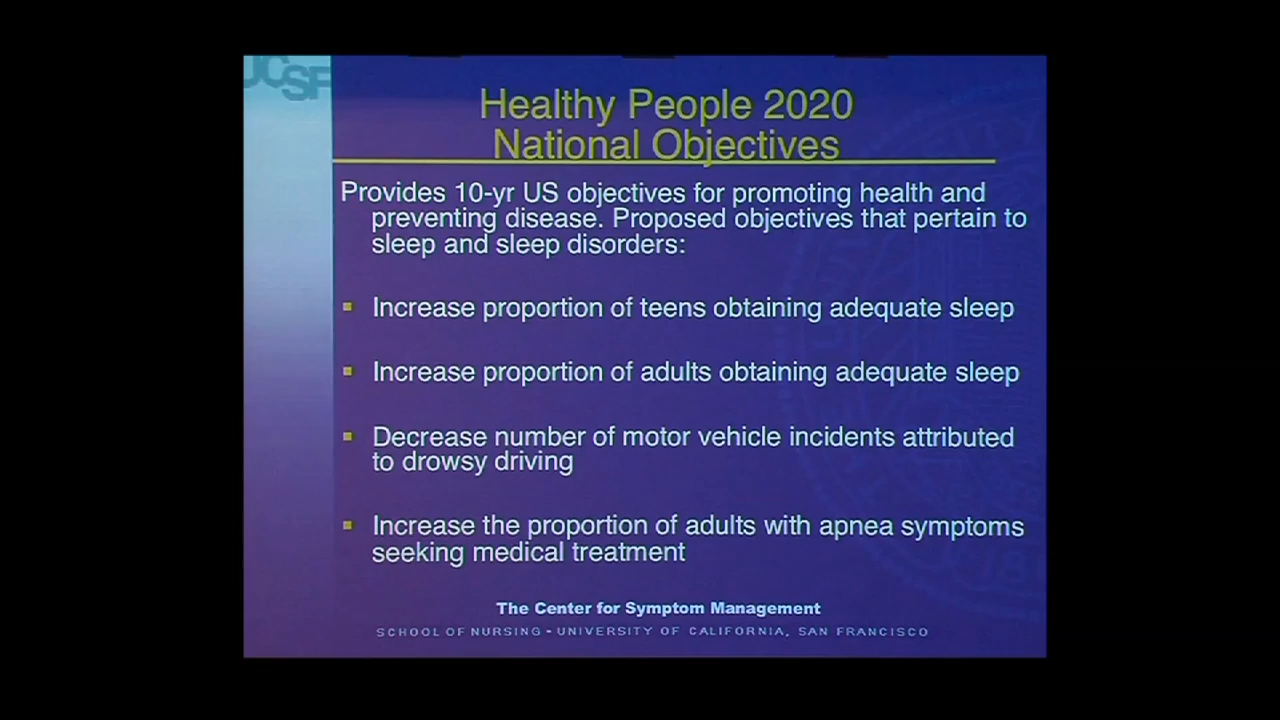 UCSF
Healthy People 2020
National Objectives
Provides 10-yr US objectives for promoting health and
preventing disease. Proposed objectives that pertain to
sleep and sleep disorders:
▪ Increase proportion of teens obtaining adequate sleep
▪ Increase proportion of adults obtaining adequate sleep
▪ Decrease number of motor vehicle incidents attributed
to drowsy driving
▪ Increase the proportion of adults with apnea symptoms
seeking medical treatment
The Center for Symptom Management
SCHOOL OF NURSING - UNIVERSITY OF CALIFORNIA, SAN FRANCISCO